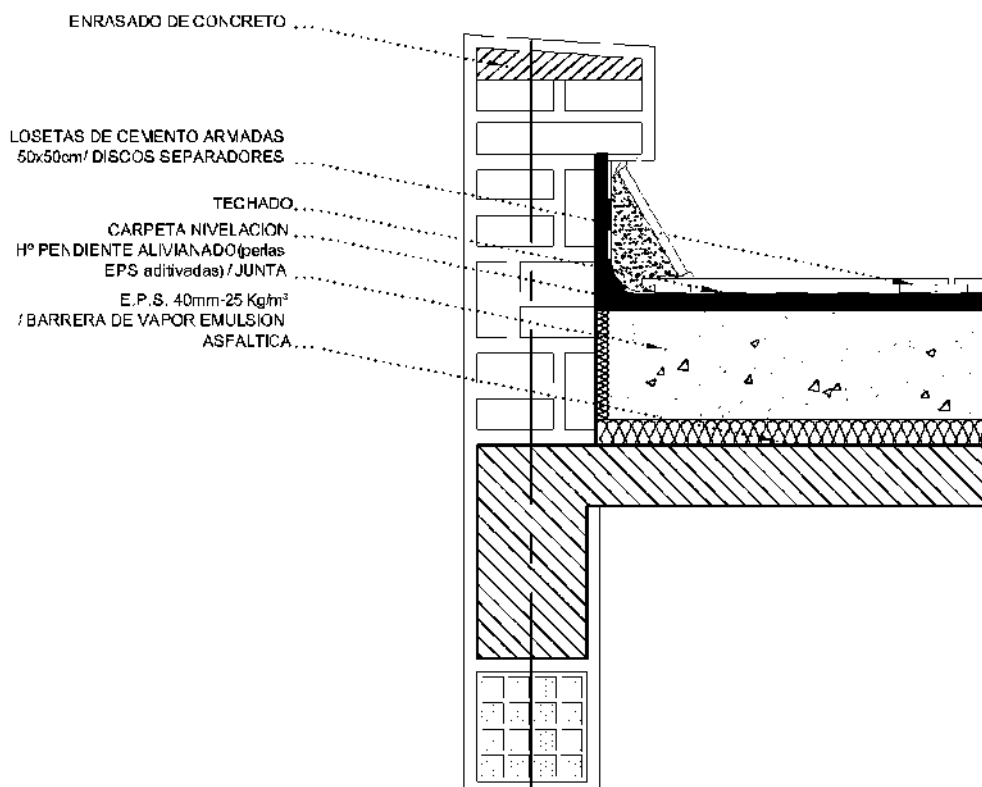 ENRASADO DE CONCRETO
LOSETAS DE CEMENTO ARMADAS
50x50cm/ DISCOS SEPARADORES
TECHADO
CARPETA NIVELACION
Hº PENDIENTE ALIVIANADO(perlas
EPS aditivadas) / JUNTA
E.P.S. 40mm-25 Kg/m³
/ BARRERA DE VAPOR EMULSION
ASFALTICA